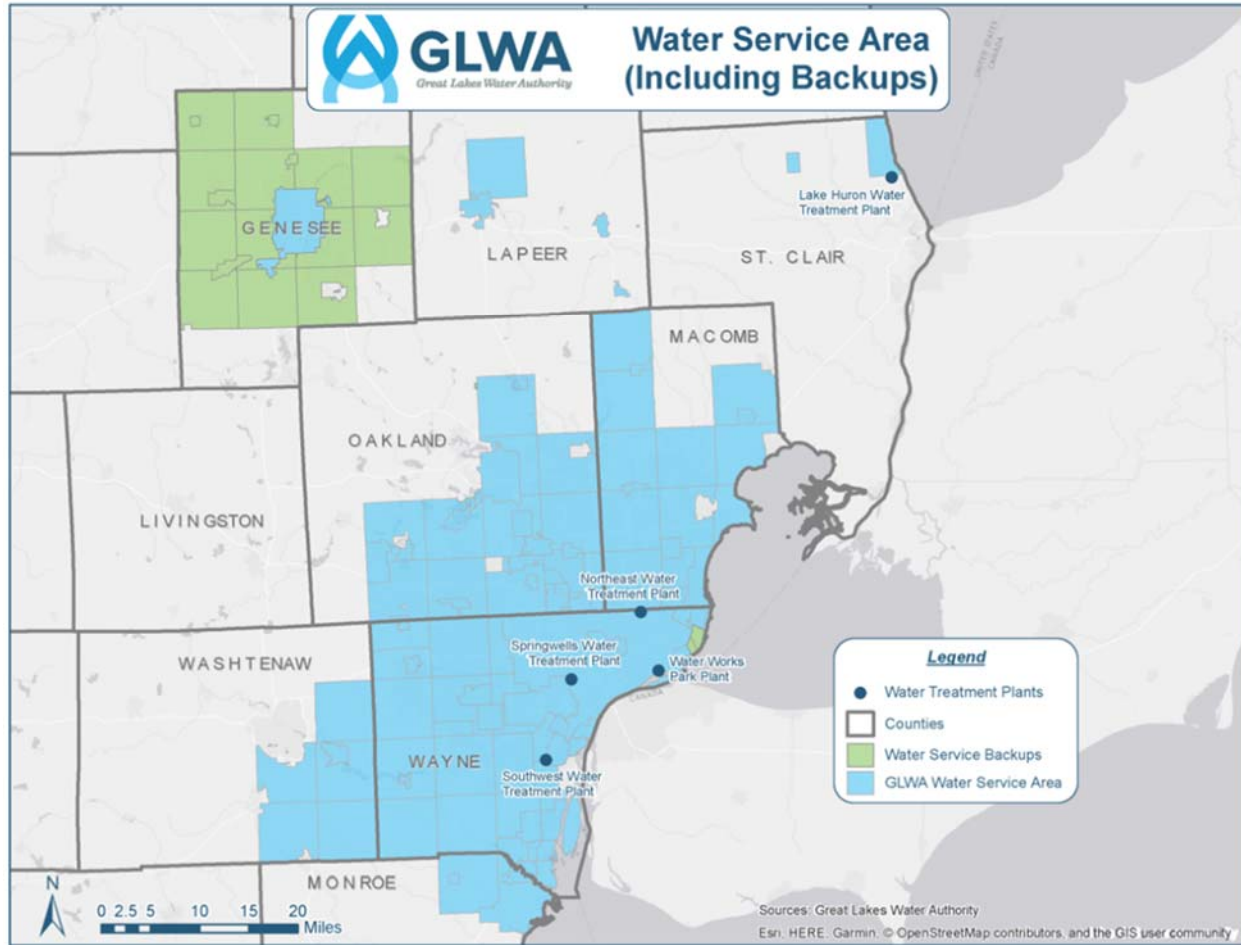 GLWA
Great Lakes Water Authority
Water Service Area
(Including Backups)
UNITED STATES
CANADA
Lake Huron Water
Treatment Plant
GENESEE
LAPEER
ST. CLAIR
MACOMB
OAKLAND
LIVINGSTON
Northeast Water
Treatment Plant
WASHTENAW
Springwells Water
Treatment Plant
Water Works
Park Plant
CANADA
WAYNE
Southwest Water
Treatment Plant
MONROE
Legend
Water Treatment Plants
Counties
Water Service Backups
GLWA Water Service Area
N
0 2.5 5 10 15 20
Miles
Sources: Great Lakes Water Authority
Esri, HERE, Garmin, © OpenStreetMap contributors, and the GIS user community